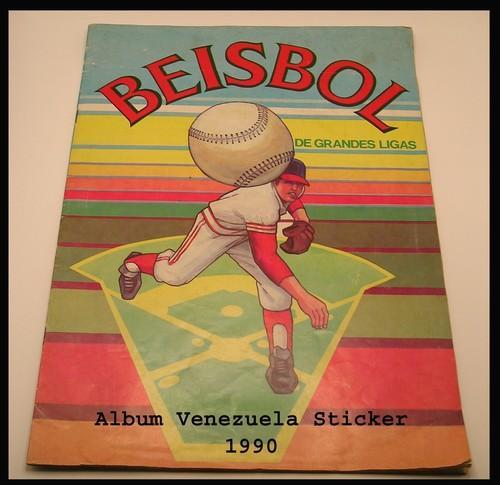 BEISBOL
DE GRANDES LIGAS
Album Venezuela Sticker
1990